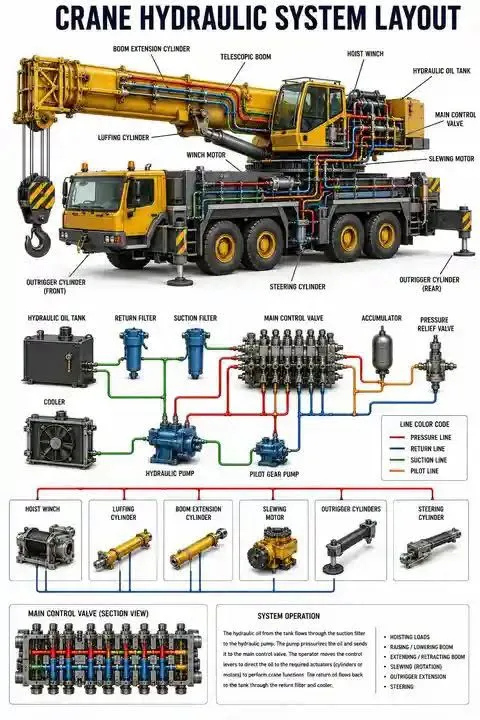 CRANE HYDRAULIC SYSTEM LAYOUT
BOOM EXTENSION CYLINDER
TELESCOPIC BOOM
HOIST WINCH
HYDRAULIC OIL TANK
MAIN CONTROL
VALVE
LUFFING CYLINDER
WINCH MOTOR
SLEWING MOTOR
OUTRIGGER CYLINDER
(FRONT)
STEERING CYLINDER
OUTRIGGER CYLINDER
(REAR)
HYDRAULIC OIL TANK
RETURN FILTER
SUCTION FILTER
MAIN CONTROL VALVE
ACCUMULATOR
PRESSURE
RELIEF VALVE
COOLER
HYDRAULIC PUMP
PILOT GEAR PUMP
LINE COLOR CODE
PRESSURE LINE
RETURN LINE
SUCTION LINE
PILOT LINE
HOIST WINCH
LUFFING
CYLINDER
BOOM EXTENSION
CYLINDER
SLEWING
MOTOR
OUTRIGGER CYLINDERS
STEERING
CYLINDER
MAIN CONTROL VALVE (SECTION VIEW)
SYSTEM OPERATION
The hydraulic oil from the tank flows through the suction filter
to the hydraulic pump. The pump pressurizes the oil and sends
it to the main control valve. The operator moves the control
levers to direct the oil to the required actuators (cylinders or
motors) to perform crane functions. The return oil flows back
to the tank through the return filter and cooler.
• HOISTING LOADS
• RAISING / LOWERING BOOM
• EXTENDING / RETRACTING BOOM
• SLEWING (ROTATION)
• OUTRIGGER EXTENSION
• STEERING